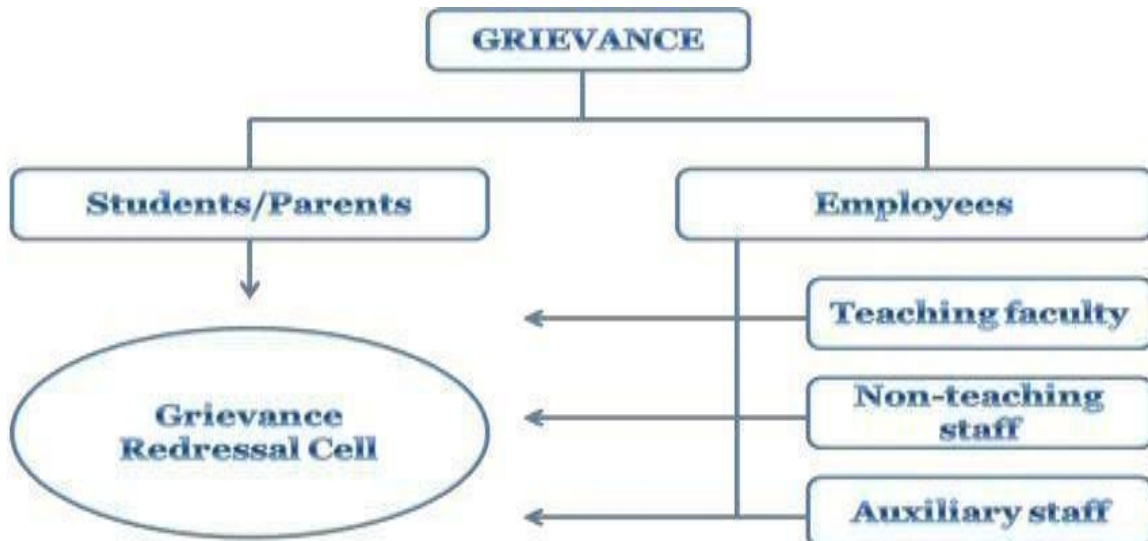 GRIEVANCE
Students/Parents
Employees
Teaching faculty
Non-teaching
staff
Auxiliary staff
Grievance
Redressal Cell